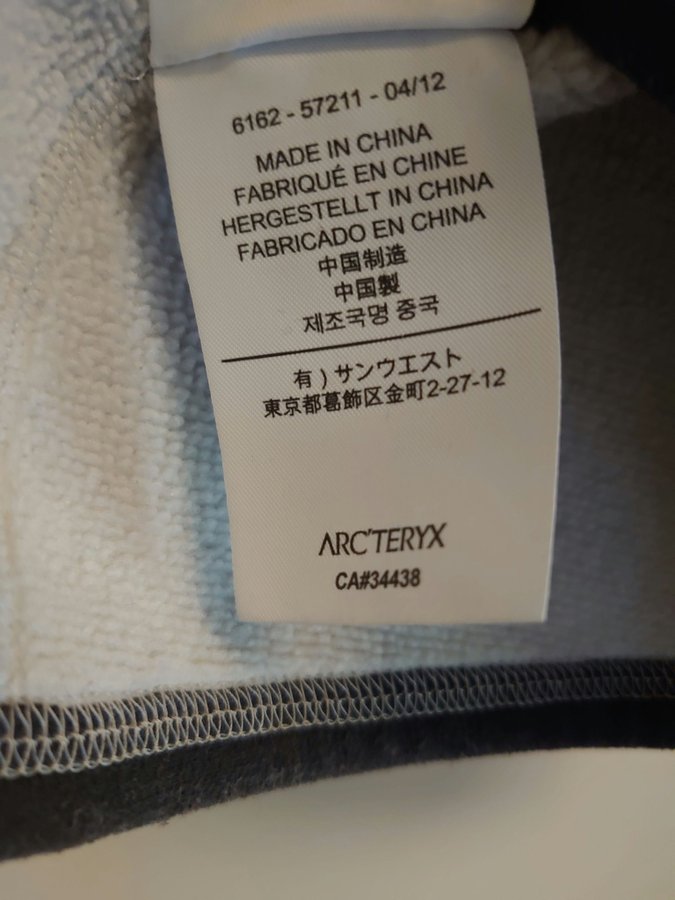 6162 - 57211 - 04/12
MADE IN CHINA
FABRIQUÉ EN CHINE
HERGESTELLT IN CHINA
FABRICADO EN CHINA
中国制造
中国製
제조국명 중국
有）サンウエスト
東京都葛飾区金町2-27-12
ARC'TERYX
CA#34438